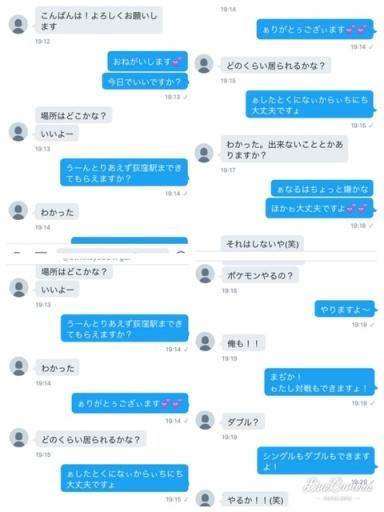 こんばんは！よろしくお願いし
ます
19:12
おねがいします💕
今日でいいですか？
19:13 ✓
場所はどこかな？
いいよー
19:13
うーんとりあえず荻窪駅まできて
もらえますか？
19:14 ✓
わかった
19:14
19:14
ぁりがとぅござぃます💕💕
19:14 ✓
どのくらい居られるかな？
19:15
ぁしたとくになぃからぃちにち
大丈夫ですょ
19:15 ✓
わかった。出来ないこととかあ
りますか？
19:17
ぁなるはちょっと嫌かな
ほかゎ大丈夫ですょ💕💕
19:18 ✓
それはしないや(笑)
場所はどこかな？
いいよー
19:13
うーんとりあえず荻窪駅まできて
もらえますか？
19:14 ✓
わかった
19:14
ぁりがとぅござぃます💕💕
19:14 ✓
どのくらい居られるかな？
19:15
ぁしたとくになぃからぃちにち
大丈夫ですょ
19:15 ✓
ポケモンやるの？
19:18
やりますよ〜
19:19 ✓
俺も！！
19:19
まぢか！
ゎたし対戦もできますょ！
19:19 ✓
ダブル？
19:19
シングルもダブルもできます
よ！
19:20 ✓
やるか！！(笑)